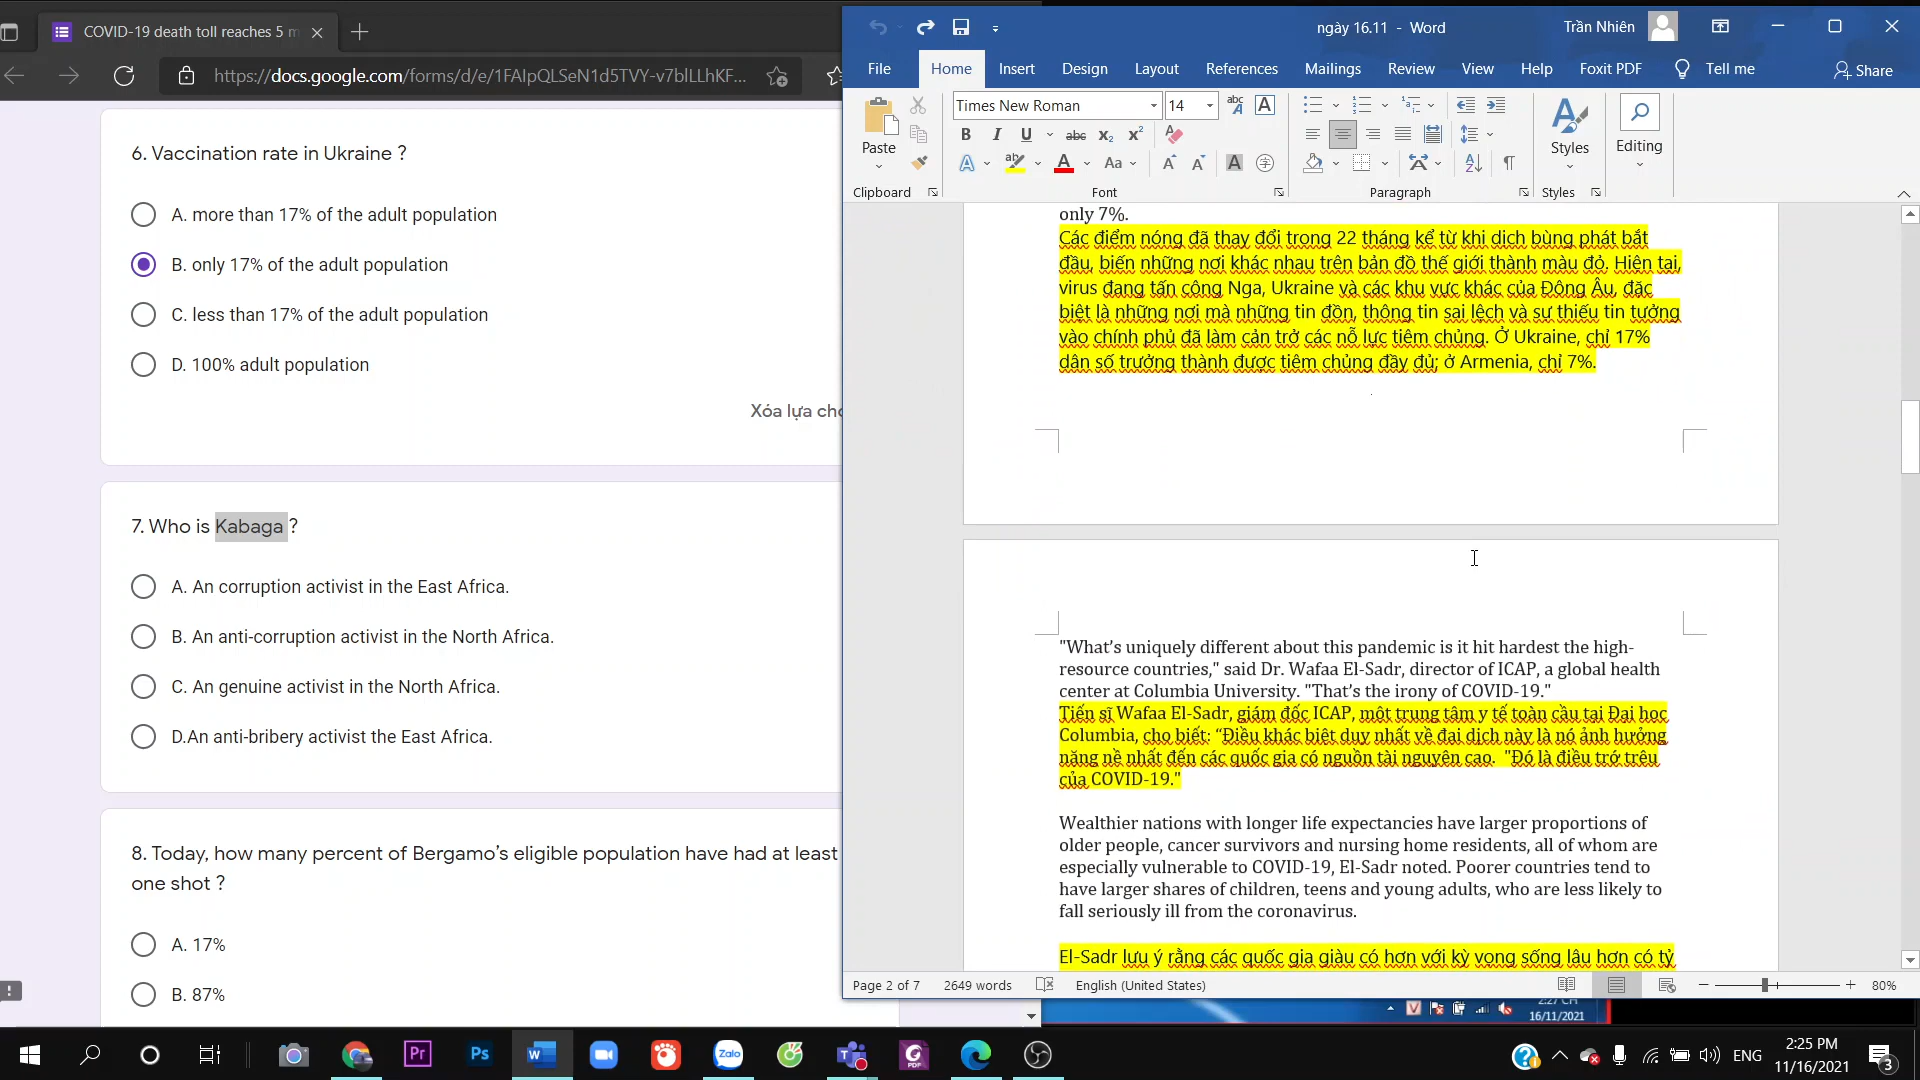 COVID-19 death toll reaches 5 m
https://docs.google.com/forms/d/e/1FAIpQLSeN1d5TVY-v7blLLhKF...
6. Vaccination rate in Ukraine ?
A. more than 17% of the adult population
B. only 17% of the adult population
C. less than 17% of the adult population
D. 100% adult population
Xóa lựa chọ
7. Who is Kabaga ?
A. An corruption activist in the East Africa.
B. An anti-corruption activist in the North Africa.
C. An genuine activist in the North Africa.
D.An anti-bribery activist the East Africa.
8. Today, how many percent of Bergamo’s eligible population have had at least
one shot ?
A. 17%
B. 87%
ngày 16.11 - Word
Trần Nhiên
File Home Insert Design Layout References Mailings Review View Help Foxit PDF Tell me Share
Paste
Times New Roman 14
Styles
Editing
Clipboard Font Paragraph Styles
only 7%.
Các điểm nóng đã thay đổi trong 22 tháng kể từ khi dịch bùng phát bắt
đầu, biến những nơi khác nhau trên bản đồ thế giới thành màu đỏ. Hiện tại,
virus đang tấn công Nga, Ukraine và các khu vực khác của Đông Âu, đặc
biệt là những nơi mà những tin đồn, thông tin sai lệch và sự thiếu tin tưởng
vào chính phủ đã làm cản trở các nỗ lực tiêm chủng. Ở Ukraine, chỉ 17%
dân số trưởng thành được tiêm chủng đầy đủ; ở Armenia, chỉ 7%.
"What’s uniquely different about this pandemic is it hit hardest the high-
resource countries," said Dr. Wafaa El-Sadr, director of ICAP, a global health
center at Columbia University. "That’s the irony of COVID-19."
Tiến sĩ Wafaa El-Sadr, giám đốc ICAP, một trung tâm y tế toàn cầu tại Đại học
Columbia, cho biết: “Điều khác biệt duy nhất về đại dịch này là nó ảnh hưởng
nặng nề nhất đến các quốc gia có nguồn tài nguyên cao. "Đó là điều trớ trêu
của COVID-19."
Wealthier nations with longer life expectancies have larger proportions of
older people, cancer survivors and nursing home residents, all of whom are
especially vulnerable to COVID-19, El-Sadr noted. Poorer countries tend to
have larger shares of children, teens and young adults, who are less likely to
fall seriously ill from the coronavirus.
El-Sadr lưu ý rằng các quốc gia giàu có hơn với kỳ vọng sống lâu hơn có tỷ
Page 2 of 7 2649 words English (United States) 80%
2:27 CH
16/11/2021
ENG
2:25 PM
11/16/2021
3